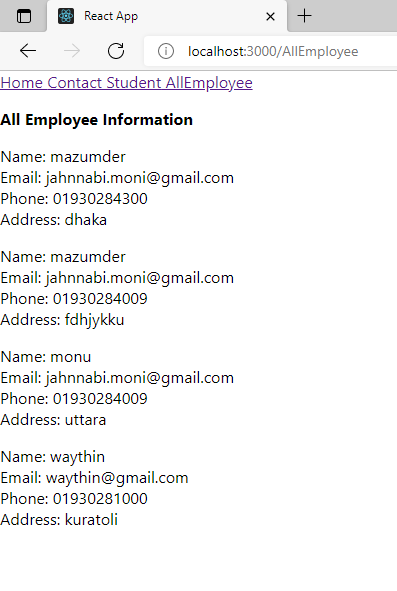 React App
localhost:3000/AllEmployee
Home Contact Student AllEmployee
All Employee Information
Name: mazumder
Email: jahnnabi.moni@gmail.com
Phone: 01930284300
Address: dhaka
Name: mazumder
Email: jahnnabi.moni@gmail.com
Phone: 01930284009
Address: fdhjykku
Name: monu
Email: jahnnabi.moni@gmail.com
Phone: 01930284009
Address: uttara
Name: waythin
Email: waythin@gmail.com
Phone: 01930281000
Address: kuratoli